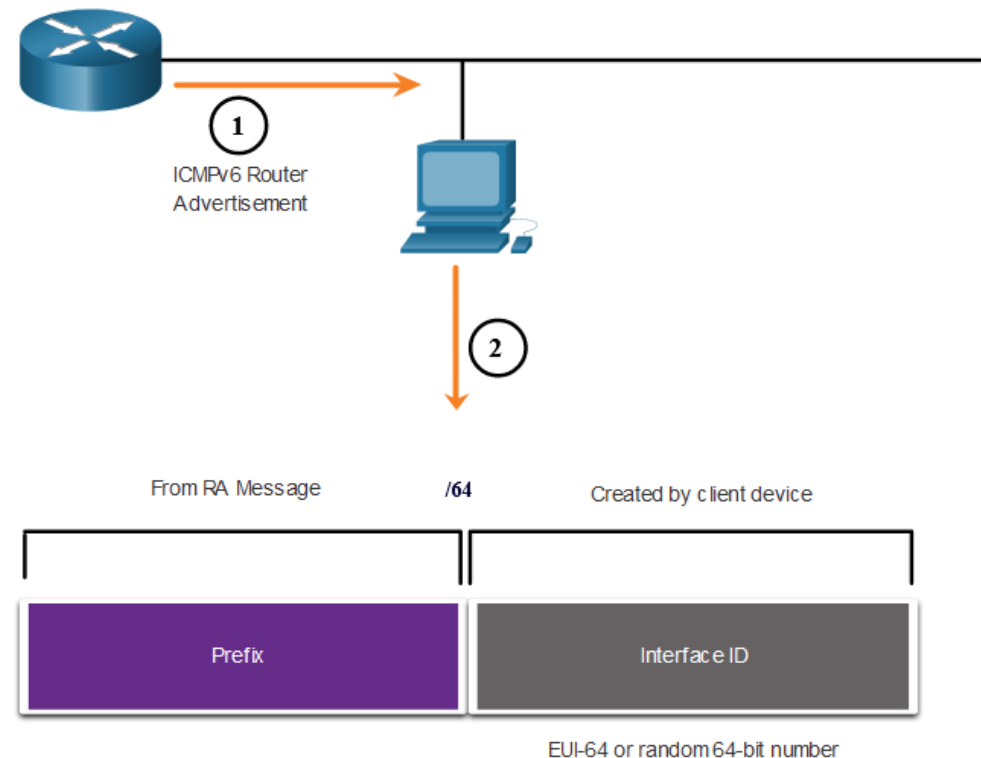 1
ICMPv6 Router
Advertisement
2
From RA Message
/64
Created by client device
Prefix
Interface ID
EUI-64 or random 64-bit number